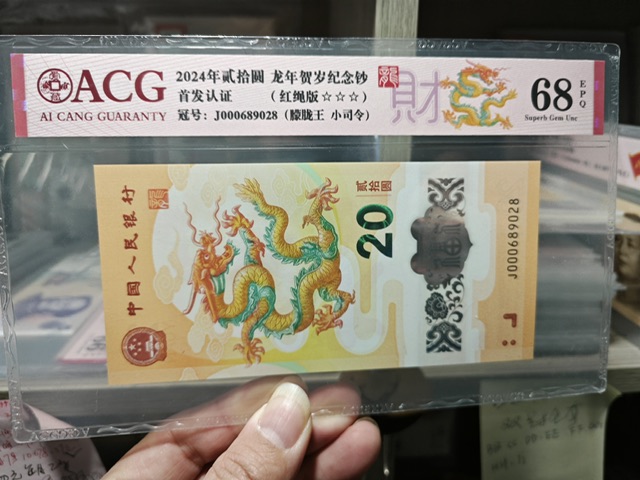 ACG
AI CANG GUARANTY
2024年贰拾圆 龙年贺岁纪念钞
首发认证 (红绳版☆☆☆)
冠号: J000689028 (朦胧王 小司令)
財
68
EPQ
Superb Gem Unc
中国人民银行
贰拾圆
20
J000689028